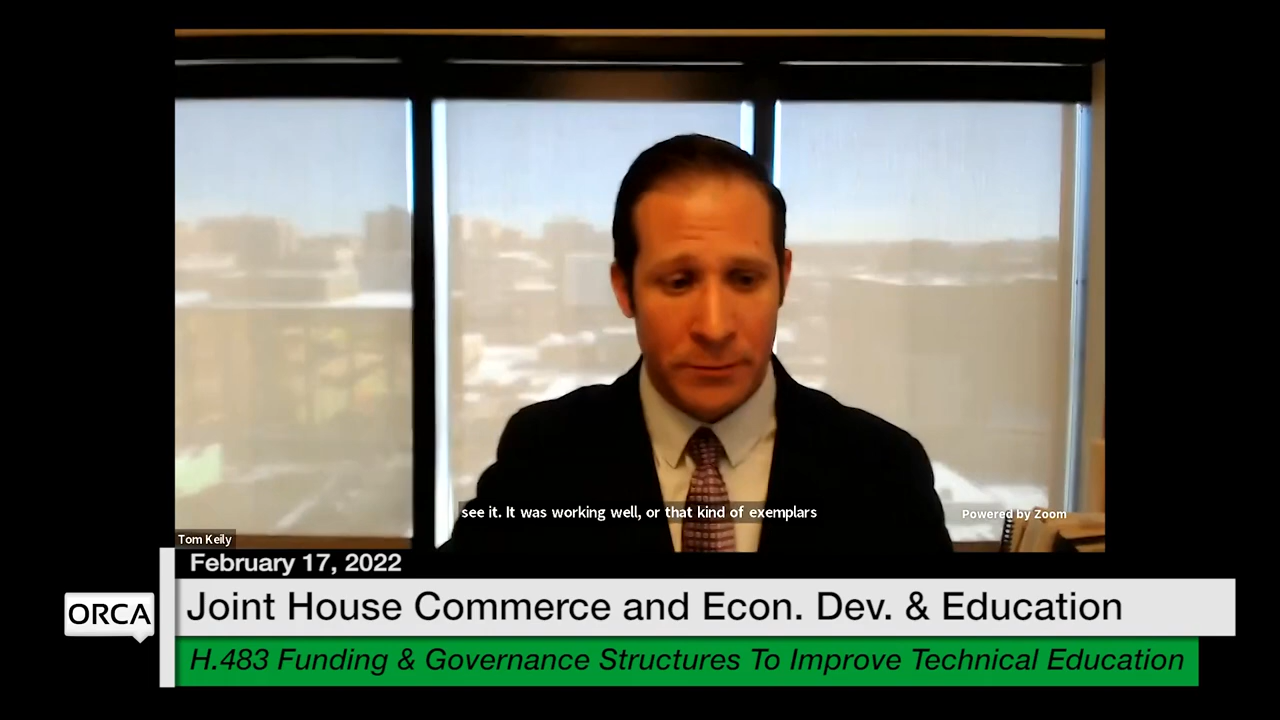 see it. It was working well, or that kind of exemplars
Powered by Zoom
Tom Keily
February 17, 2022
ORCA
Joint House Commerce and Econ. Dev. & Education
H.483 Funding & Governance Structures To Improve Technical Education